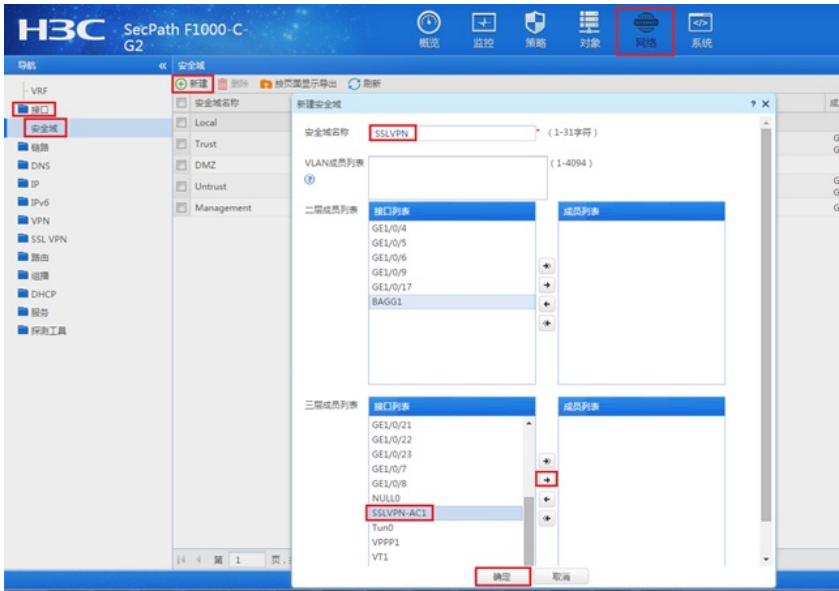 H3C SecPath F1000-C-G2
概览 监控 策略 对象 网络 系统
导航 « 安全域
VRF
接口
安全域
链路
DNS
IP
IPv6
VPN
SSL VPN
路由
组播
DHCP
服务
探测工具
新建 删除 按页面显示导出 刷新
安全域名称
Local
Trust
DMZ
Untrust
Management
第 1 页,
新建安全域 ? X
安全域名称 SSLVPN * (1-31字符)
VLAN成员列表 (1-4094)
二层成员列表 接口列表 成员列表
GE1/0/4
GE1/0/5
GE1/0/6
GE1/0/9
GE1/0/17
BAGG1
三层成员列表 接口列表 成员列表
GE1/0/21
GE1/0/22
GE1/0/23
GE1/0/7
GE1/0/8
NULL0
SSLVPN-AC1
Tun0
VPPP1
VT1
确定 取消
成
G
G
G
G
G